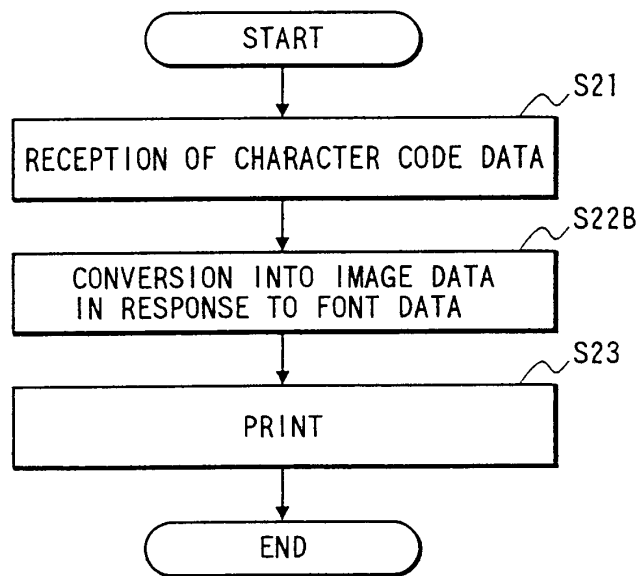 START
S21
RECEPTION OF CHARACTER CODE DATA
S22B
CONVERSION INTO IMAGE DATA
IN RESPONSE TO FONT DATA
S23
PRINT
END